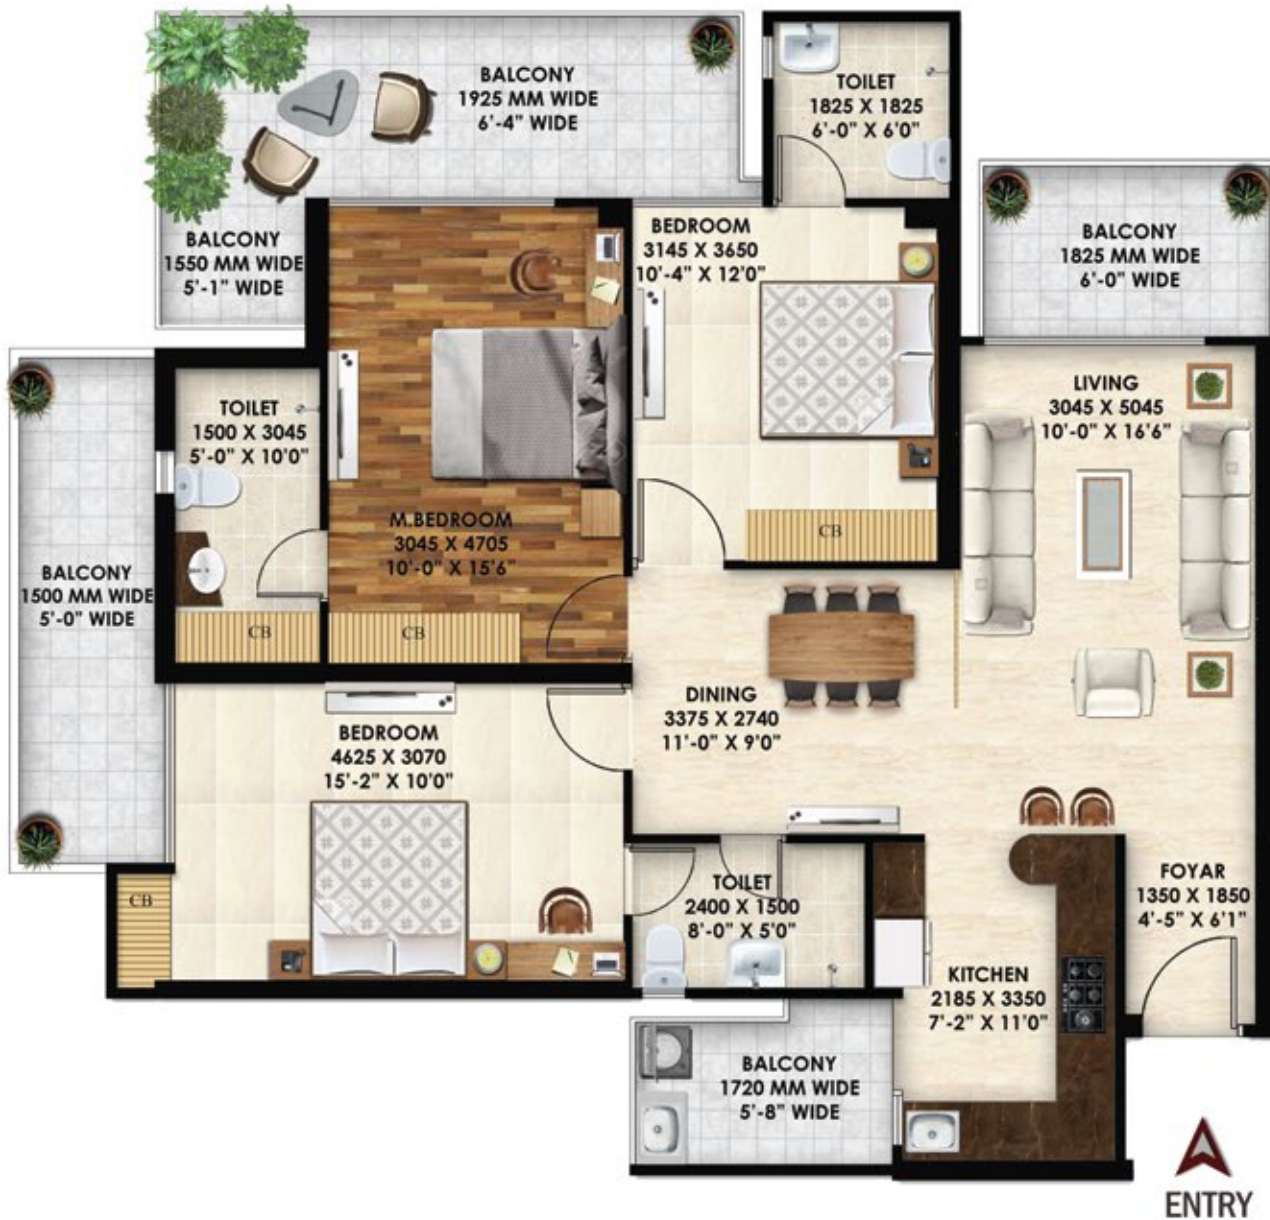 BALCONY
1925 MM WIDE
6'-4" WIDE
TOILET
1825 X 1825
6'-0" X 6'0"
BALCONY
1550 MM WIDE
5'-1" WIDE
BEDROOM
3145 X 3650
10'-4" X 12'0"
BALCONY
1825 MM WIDE
6'-0" WIDE
TOILET
1500 X 3045
5'-0" X 10'0"
LIVING
3045 X 5045
10'-0" X 16'6"
M.BEDROOM
3045 X 4705
10'-0" X 15'6"
CB
BALCONY
1500 MM WIDE
5'-0" WIDE
CB
CB
DINING
3375 X 2740
11'-0" X 9'0"
BEDROOM
4625 X 3070
15'-2" X 10'0"
CB
TOILET
2400 X 1500
8'-0" X 5'0"
FOYAR
1350 X 1850
4'-5" X 6'1"
KITCHEN
2185 X 3350
7'-2" X 11'0"
BALCONY
1720 MM WIDE
5'-8" WIDE
ENTRY